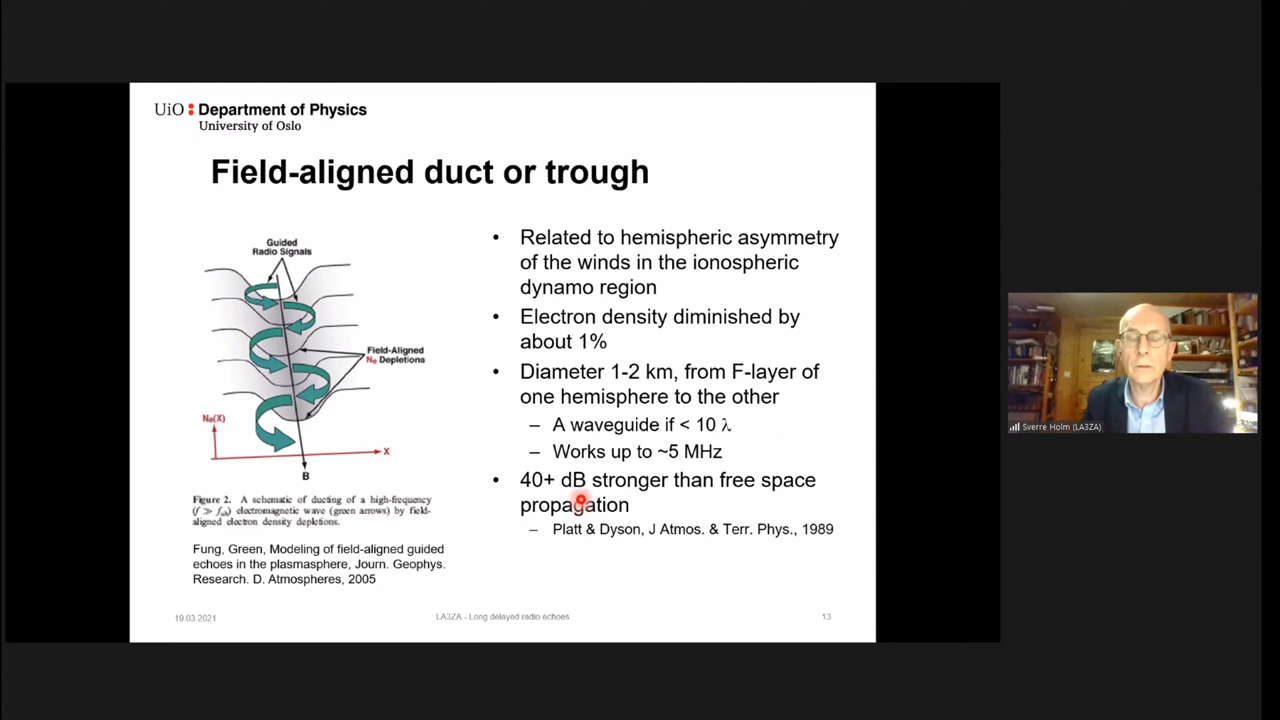 UiO Department of Physics
University of Oslo
Field-aligned duct or trough
Guided
Radio Signals
Field-Aligned
Ne Depletions
Ne(X)
X
B
Figure 2. A schematic of ducting of a high-frequency
(f ≫ fuh) electromagnetic wave (green arrows) by field-
aligned electron density depletions.
Fung, Green, Modeling of field-aligned guided
echoes in the plasmasphere, Journ. Geophys.
Research. D. Atmospheres, 2005
• Related to hemispheric asymmetry
of the winds in the ionospheric
dynamo region
• Electron density diminished by
about 1%
• Diameter 1-2 km, from F-layer of
one hemisphere to the other
– A waveguide if < 10 λ
– Works up to ~5 MHz
• 40+ dB stronger than free space
propagation
– Platt & Dyson, J Atmos. & Terr. Phys., 1989
19.03.2021
LA3ZA - Long delayed radio echoes
13
Sverre Holm (LA3ZA)